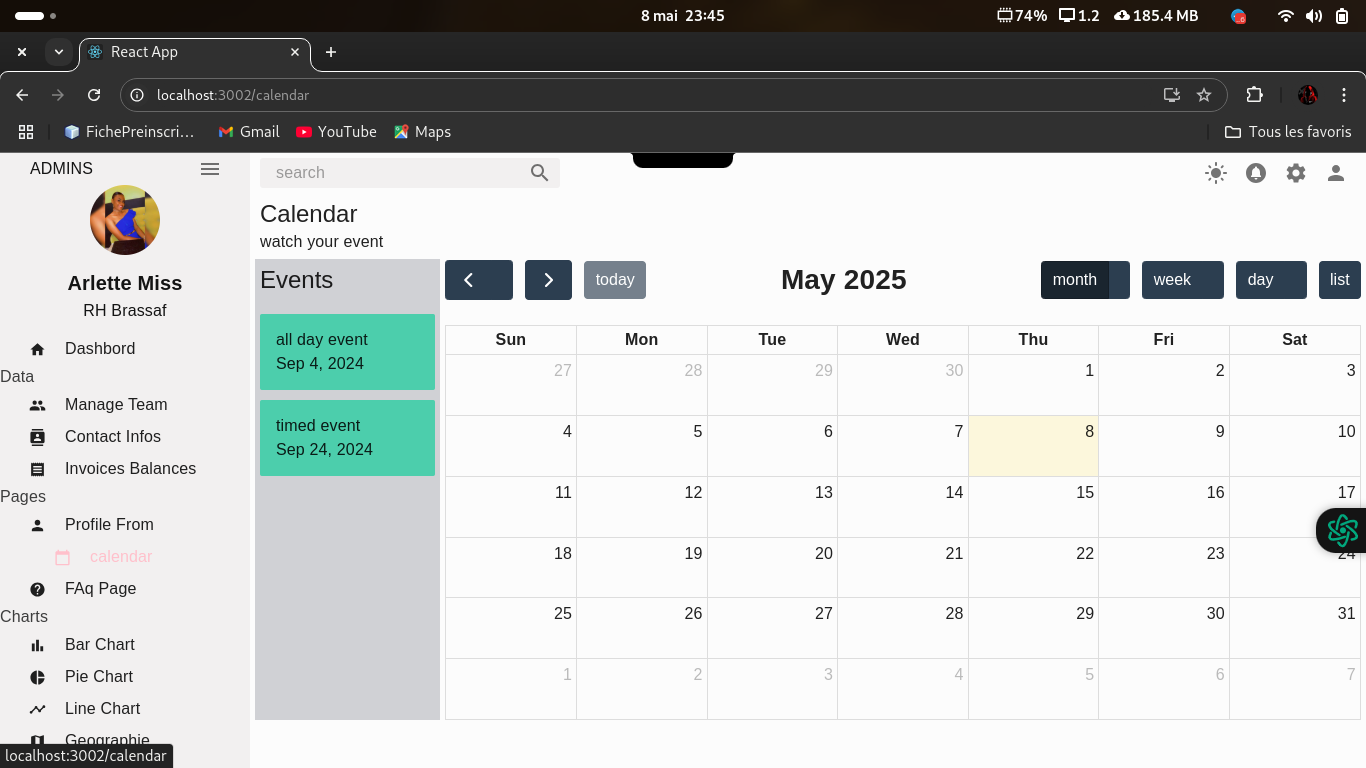 8 mai 23:45
74% 1.2 185.4 MB
React App
localhost:3002/calendar
FichePreinscri... Gmail YouTube Maps Tous les favoris
ADMINS
search
Arlette Miss
RH Brassaf
Dashbord
Data
Manage Team
Contact Infos
Invoices Balances
Pages
Profile From
calendar
FAq Page
Charts
Bar Chart
Pie Chart
Line Chart
Geographie
localhost:3002/calendar
Calendar
watch your event
Events
all day event
Sep 4, 2024
timed event
Sep 24, 2024
today May 2025 month week day list
Sun Mon Tue Wed Thu Fri Sat
27 28 29 30 1 2 3
4 5 6 7 8 9 10
11 12 13 14 15 16 17
18 19 20 21 22 23 24
25 26 27 28 29 30 31
1 2 3 4 5 6 7